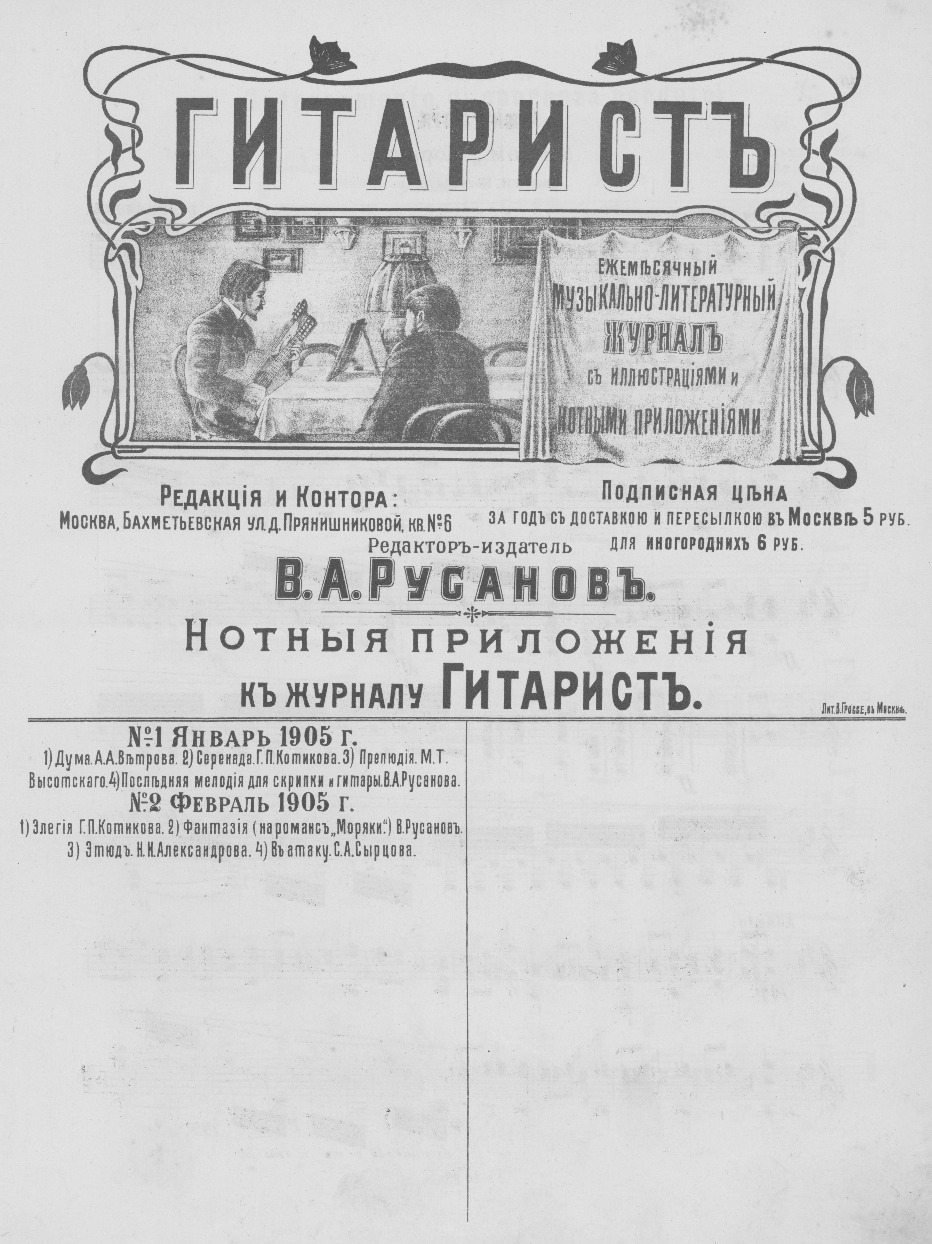 ГИТАРИСТЪ
ЕЖЕМѢСЯЧНЫЙ
МУЗЫКАЛЬНО-ЛИТЕРАТУРНЫЙ
ЖУРНАЛЪ
СЪ ИЛЛЮСТРАЦІЯМИ И
НОТНЫМИ ПРИЛОЖЕНІЯМИ
РЕДАКЦІЯ И КОНТОРА:
МОСКВА, БАХМЕТЬЕВСКАЯ УЛ.Д.ПРЯНИШНИКОВОЙ, КВ.№6
ПОДПИСНАЯ ЦѢНА
ЗА ГОДЪ СЪ ДОСТАВКОЮ И ПЕРЕСЫЛКОЮ ВЪ МОСКВѢ 5 РУБ.
ДЛЯ ИНОГОРОДНИХЪ 6 РУБ.
РЕДАКТОРЪ-ИЗДАТЕЛЬ
В.А.РУСАНОВЪ.
НОТНЫЯ ПРИЛОЖЕНІЯ
КЪ ЖУРНАЛУ ГИТАРИСТЪ.
ЛИТ.В.ГРОССЕ, ВЪ МОСКВѢ.
№1 ЯНВАРЬ 1905 г.
1) Дума. А.А.Вѣтрова. 2) Серенада. Г.П.Котикова. 3) Прелюдія. М.Т.
Высотскаго. 4) Послѣдняя мелодія для скрипки и гитары. В.А.Русанова.
№2 ФЕВРАЛЬ 1905 г.
1) Элегія Г.П.Котикова. 2) Фантазія (на романсъ „Моряки“) В.Русановъ.
3) Этюдъ. Н.И.Александрова. 4) Въ атаку. С.А.Сырцова.